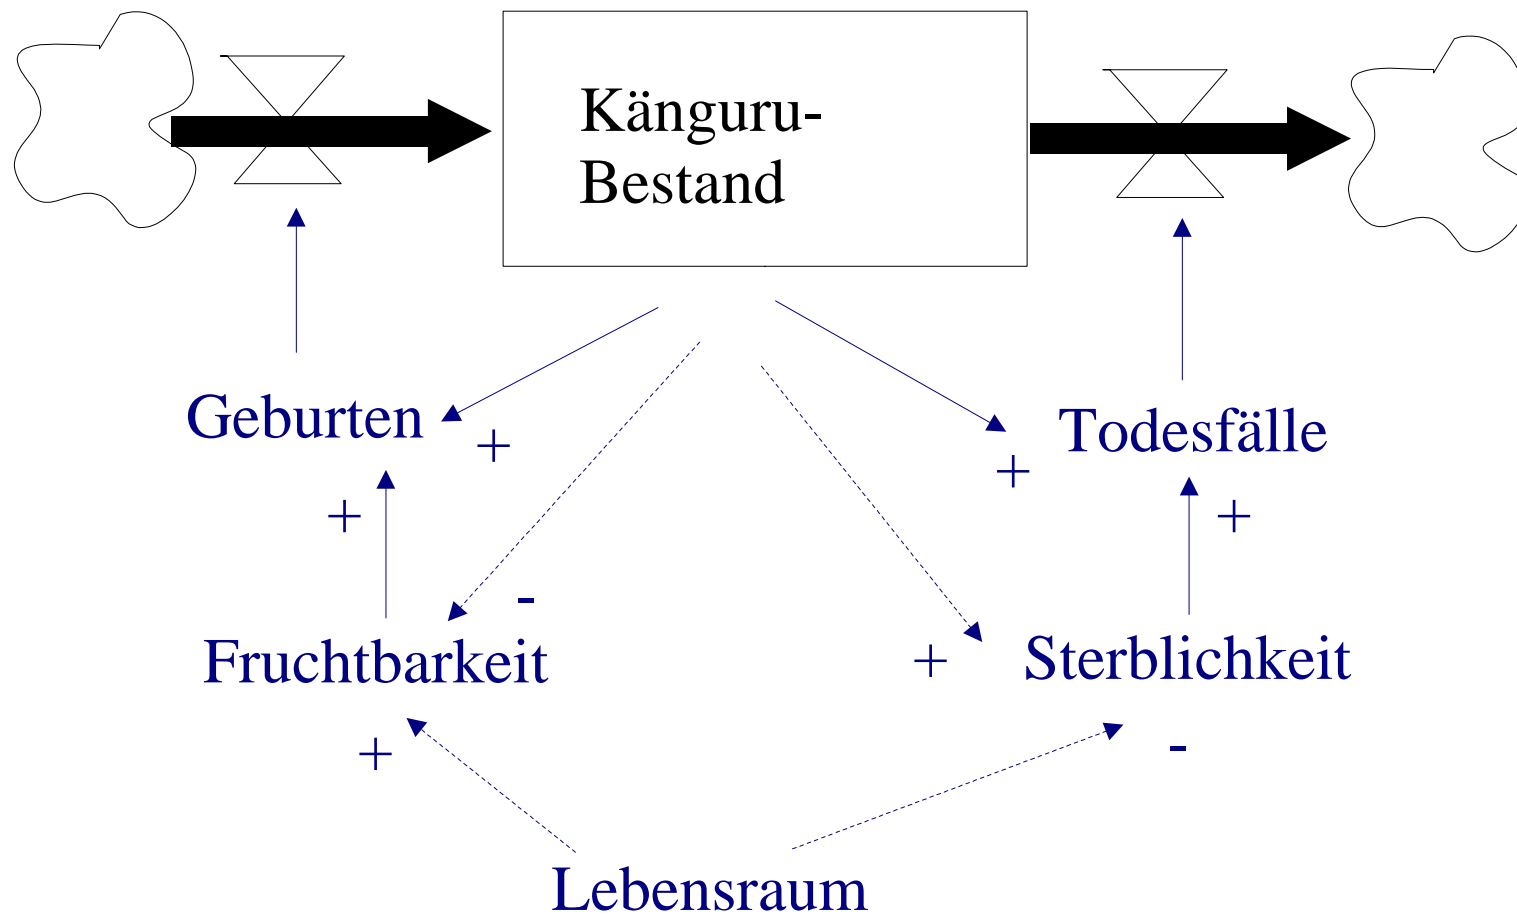 Känguru-
Bestand
Geburten
+
+
Todesfälle
+
+
-
Fruchtbarkeit
+
Sterblichkeit
+
-
Lebensraum